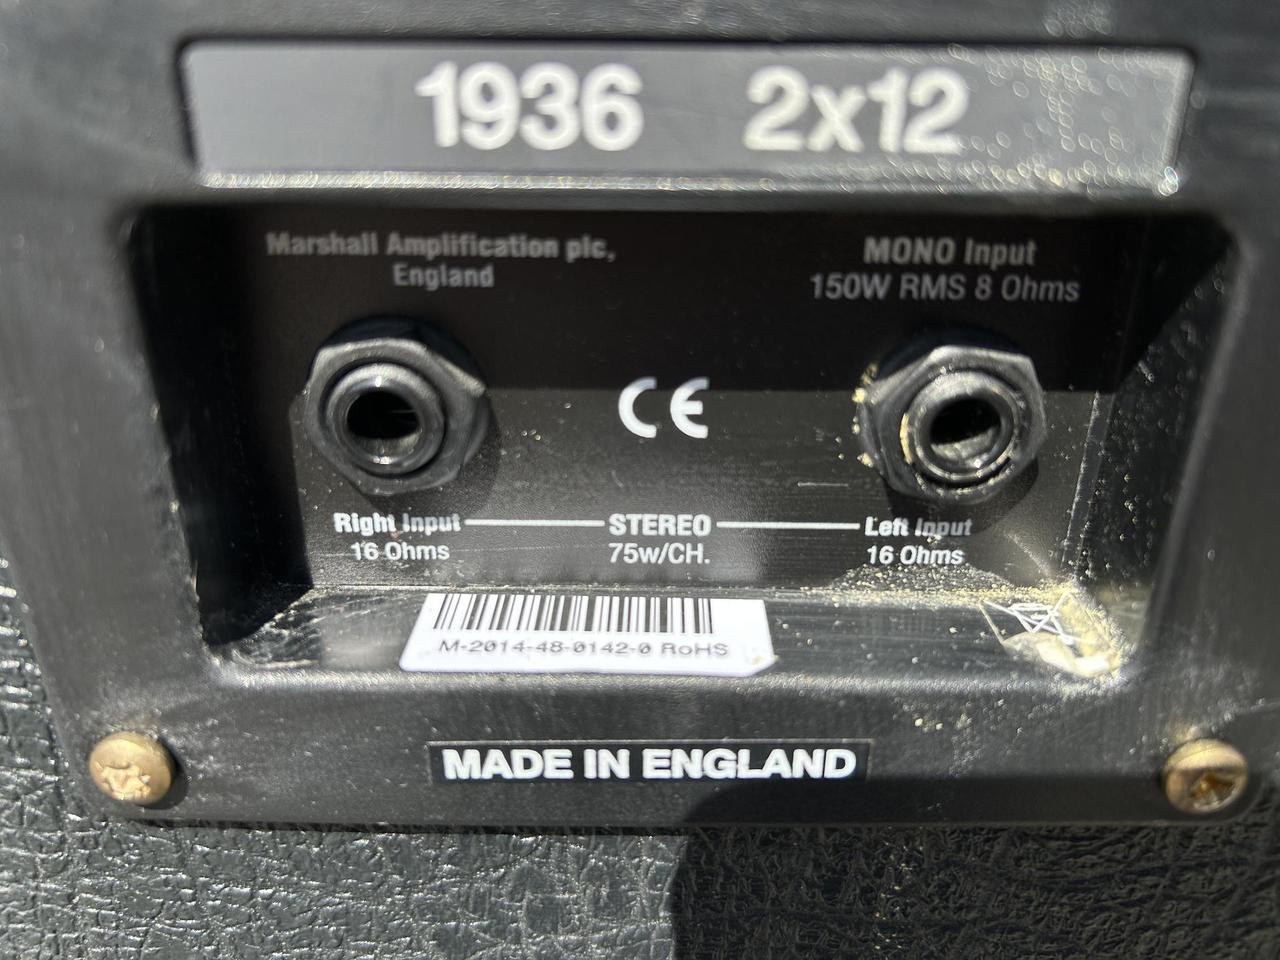 1936 2x12
Marshall Amplification plc,
England
MONO Input
150W RMS 8 Ohms
CE
Right Input STEREO Left Input
16 Ohms 75w/CH. 16 Ohms
M-2014-48-0142-0 RoHS
MADE IN ENGLAND